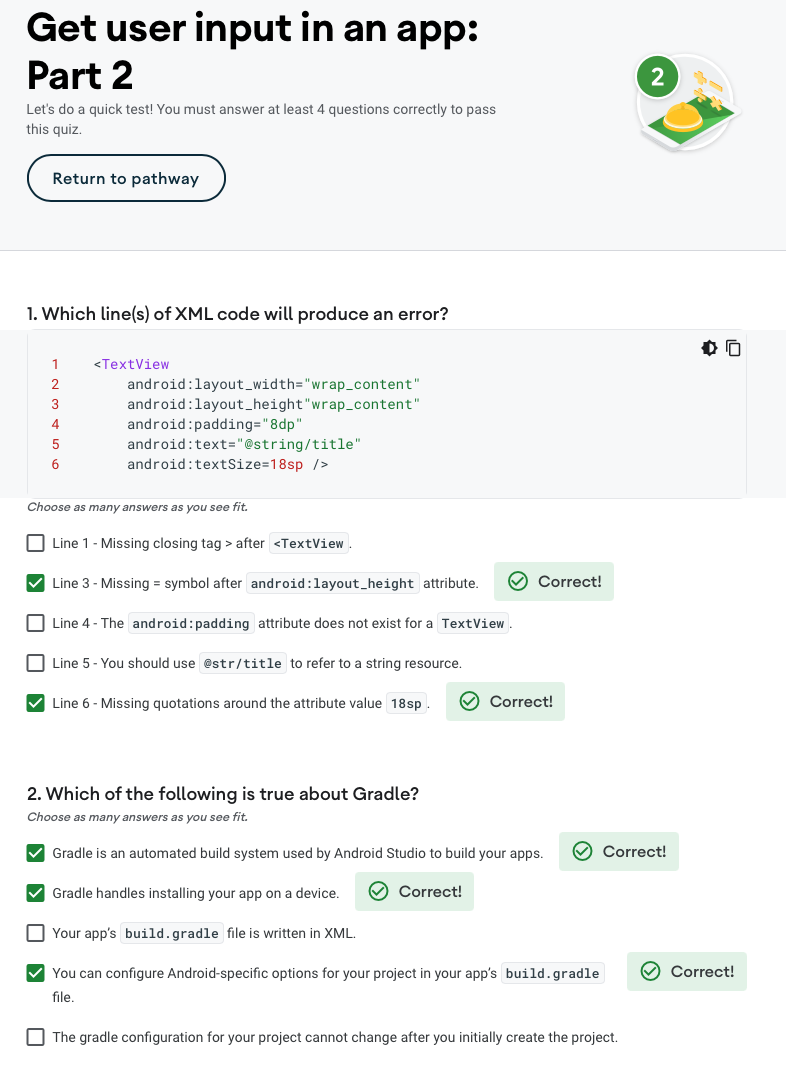 Get user input in an app:
Part 2
Let's do a quick test! You must answer at least 4 questions correctly to pass
this quiz.
2
Return to pathway
1. Which line(s) of XML code will produce an error?
1 <TextView
2 android:layout_width="wrap_content"
3 android:layout_height"wrap_content"
4 android:padding="8dp"
5 android:text="@string/title"
6 android:textSize=18sp />
Choose as many answers as you see fit.
Line 1 - Missing closing tag > after <TextView.
Line 3 - Missing = symbol after android:layout_height attribute. Correct!
Line 4 - The android:padding attribute does not exist for a TextView.
Line 5 - You should use @str/title to refer to a string resource.
Line 6 - Missing quotations around the attribute value 18sp. Correct!
2. Which of the following is true about Gradle?
Choose as many answers as you see fit.
Gradle is an automated build system used by Android Studio to build your apps. Correct!
Gradle handles installing your app on a device. Correct!
Your app’s build.gradle file is written in XML.
You can configure Android-specific options for your project in your app’s build.gradle Correct!
file.
The gradle configuration for your project cannot change after you initially create the project.